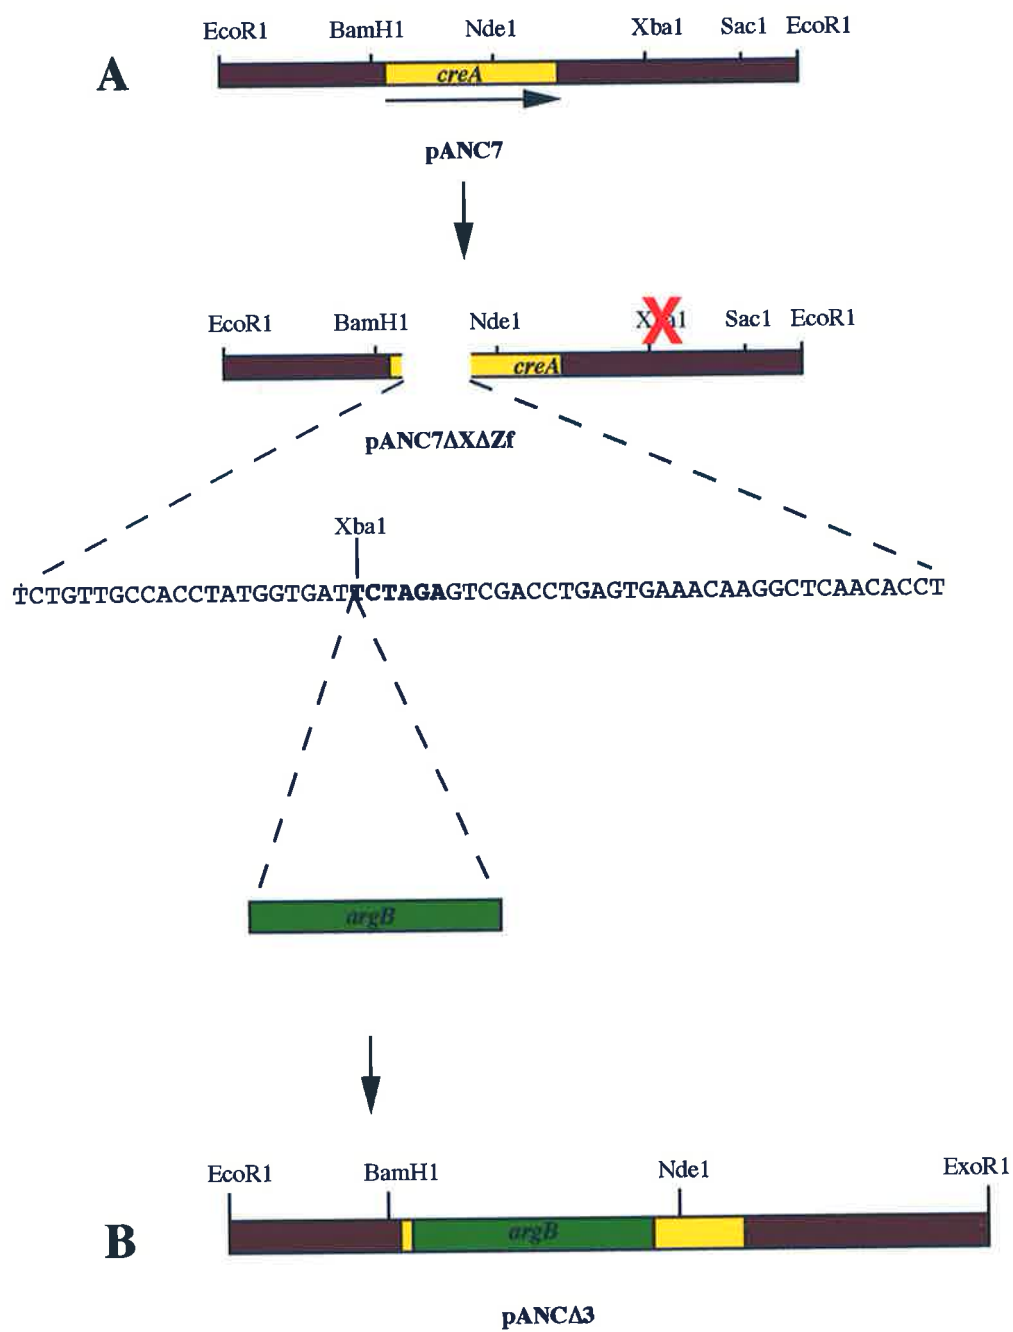 EcoR1 BamH1 Nde1 Xba1 Sac1 EcoR1
A
creA
pANC7
EcoR1 BamH1 Nde1 Xba1 Sac1 EcoR1
X
creA
pANC7ΔXΔZf
Xba1
TCTGTTGCCACCTATGGTGATTCTAGAGTCGACCTGAGTGAAACAAGGCTCAACACCT
argB
EcoR1 BamH1 Nde1 ExoR1
B
argB
pANCΔ3